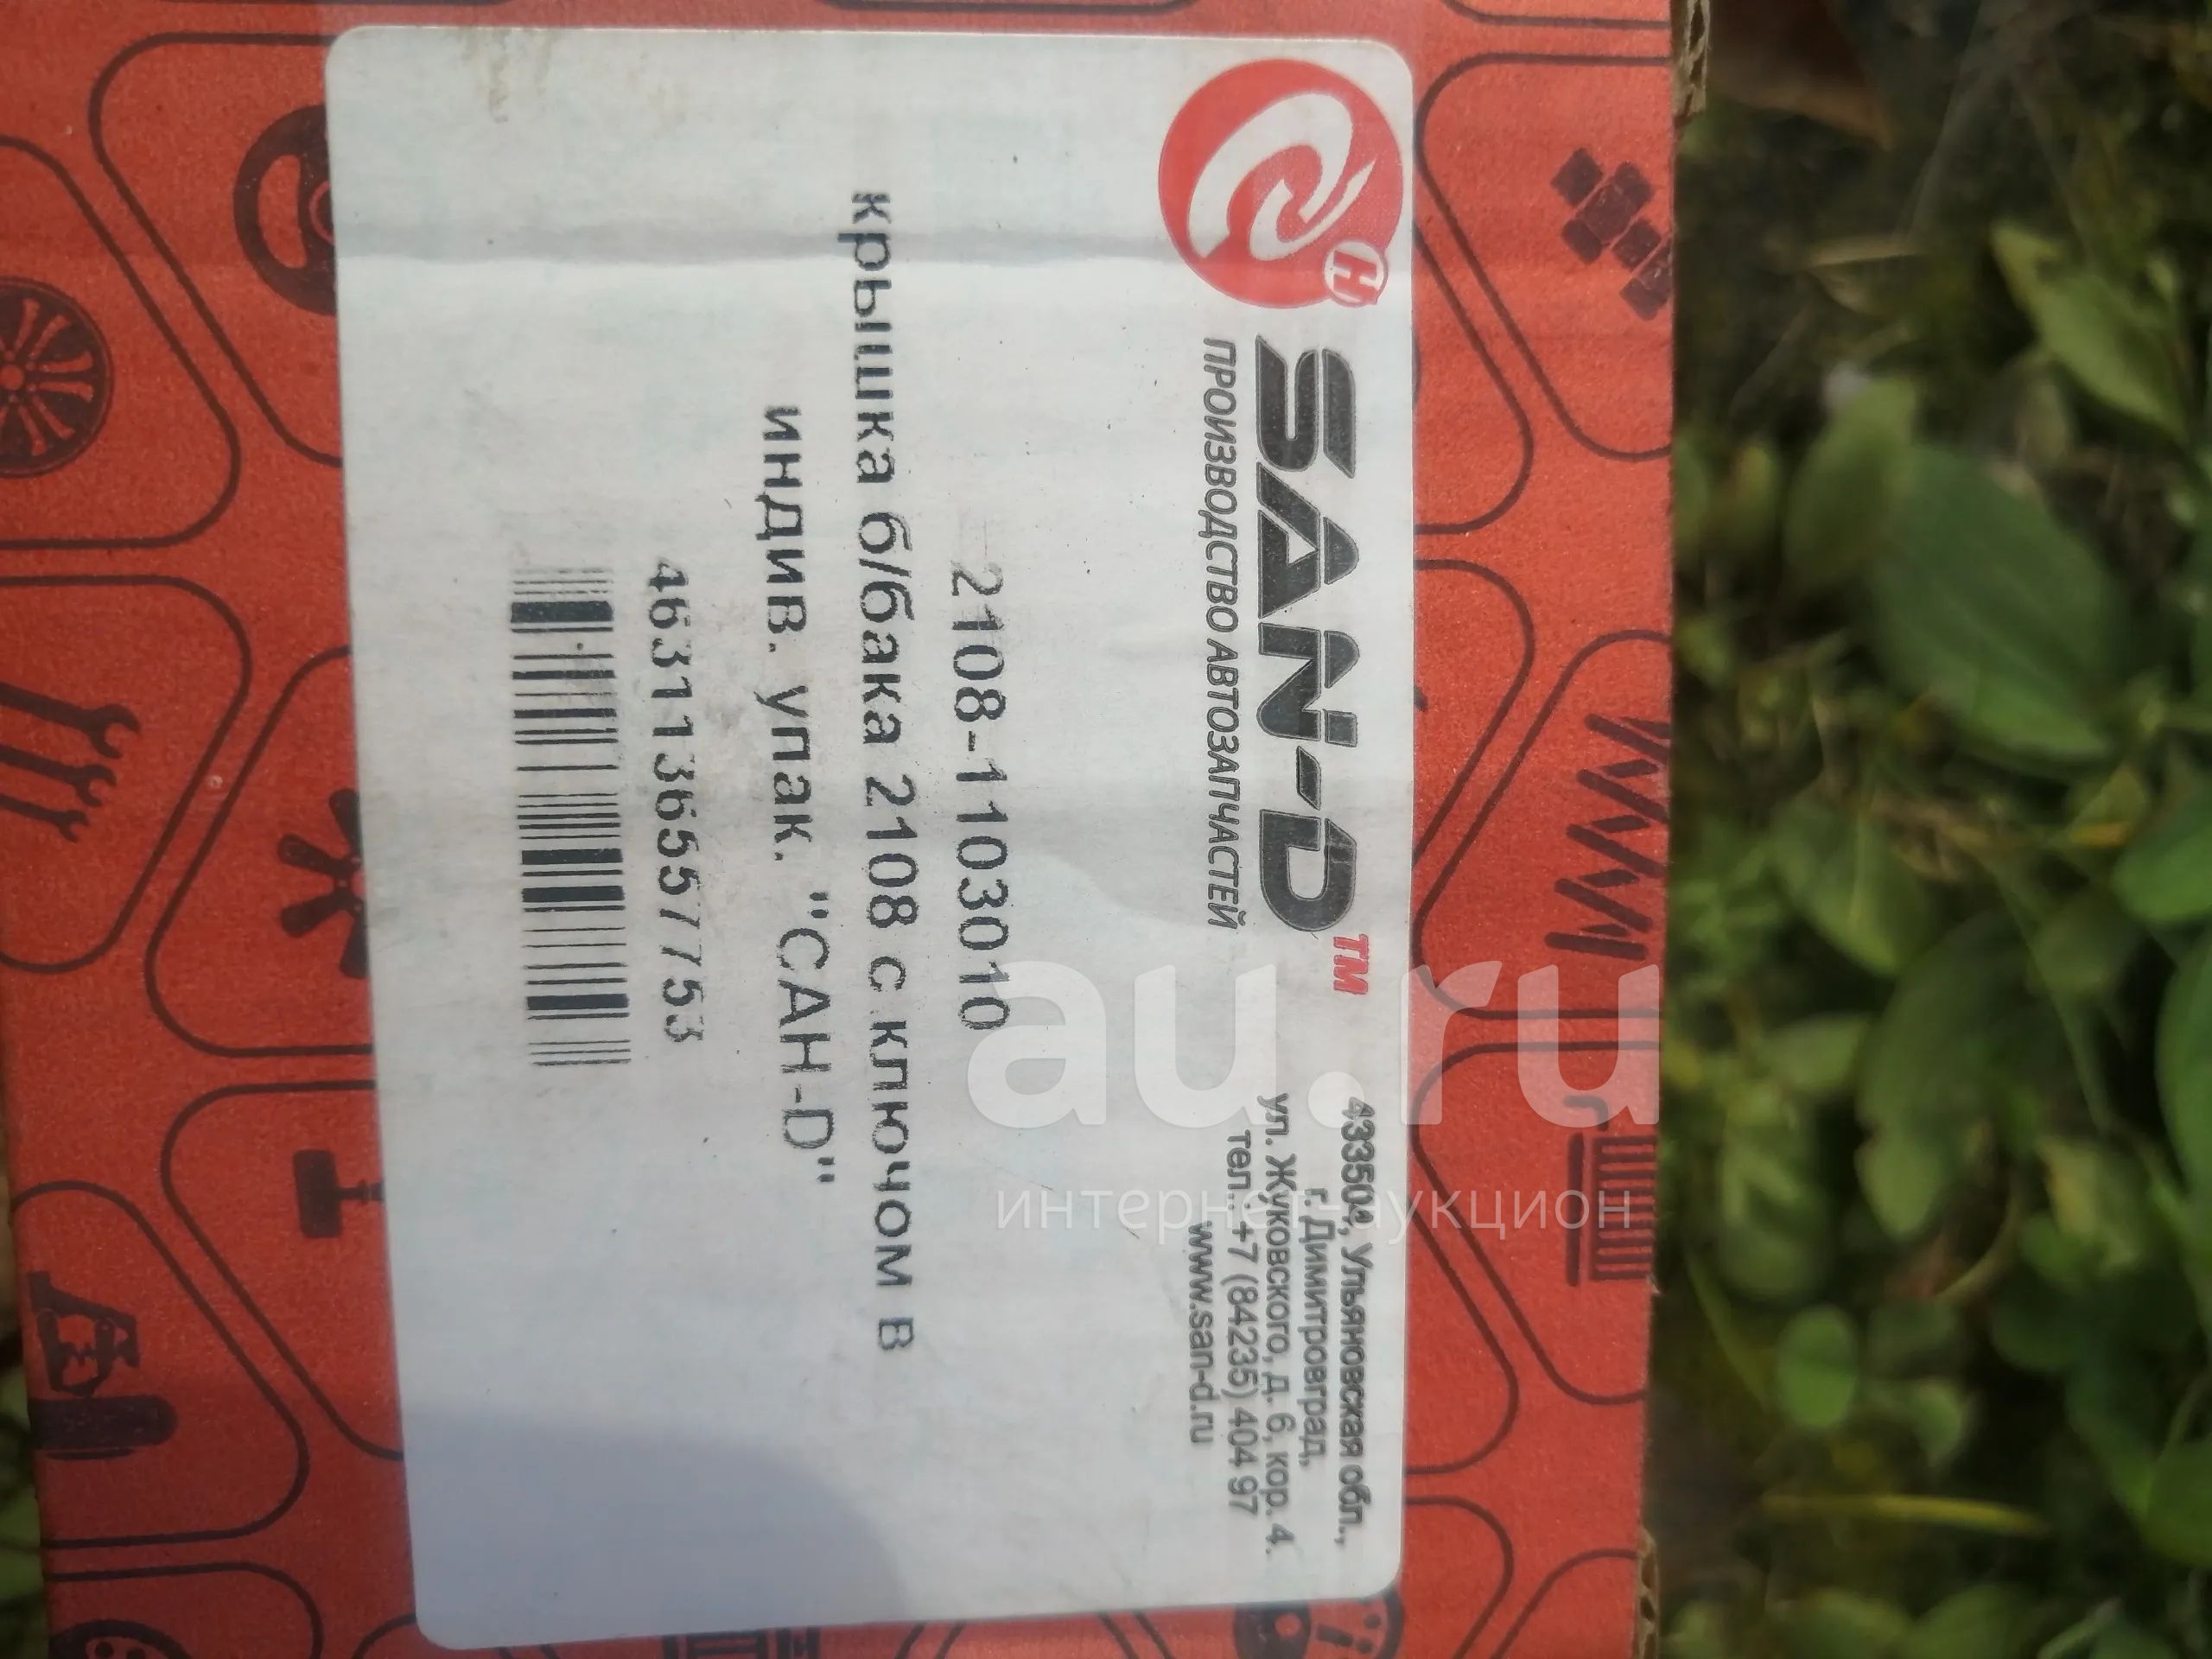 SAN-D™
ПРОИЗВОДСТВО АВТОЗАПЧАСТЕЙ
433504, Ульяновская обл.,
г. Димитровград,
ул. Жуковского, д. 6, кор. 4.
тел.: +7 (84235) 404 97
www.san-d.ru
2108-1103010
крышка б/бака 2108 с ключом в
индив. упак. "САН-D"
4631136557753
au.ru
интернет-аукцион